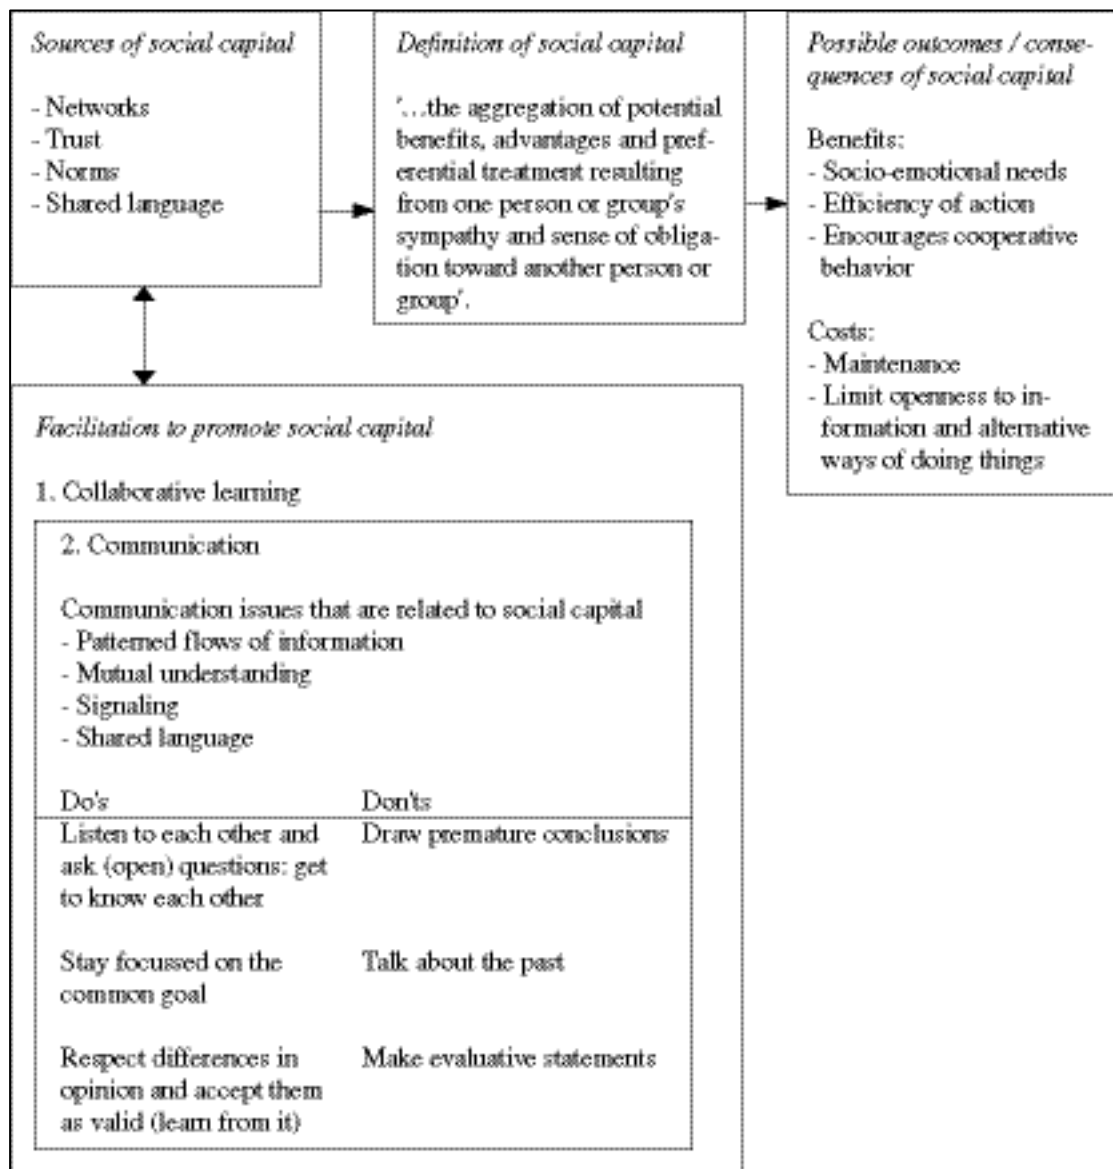 Sources of social capital
- Networks
- Trust
- Norms
- Shared language
Definition of social capital
'…the aggregation of potential
benefits, advantages and pref-
erential treatment resulting
from one person or group's
sympathy and sense of obliga-
tion toward another person or
group'.
Possible outcomes / conse-
quences of social capital
Benefits:
- Socio-emotional needs
- Efficiency of action
- Encourages cooperative
behavior
Costs:
- Maintenance
- Limit openness to in-
formation and alternative
ways of doing things
Facilitation to promote social capital
1. Collaborative learning
2. Communication
Communication issues that are related to social capital
- Patterned flows of information
- Mutual understanding
- Signaling
- Shared language
Do's
Don'ts
Listen to each other and
ask (open) questions: get
to know each other
Draw premature conclusions
Stay focussed on the
common goal
Talk about the past
Respect differences in
opinion and accept them
as valid (learn from it)
Make evaluative statements